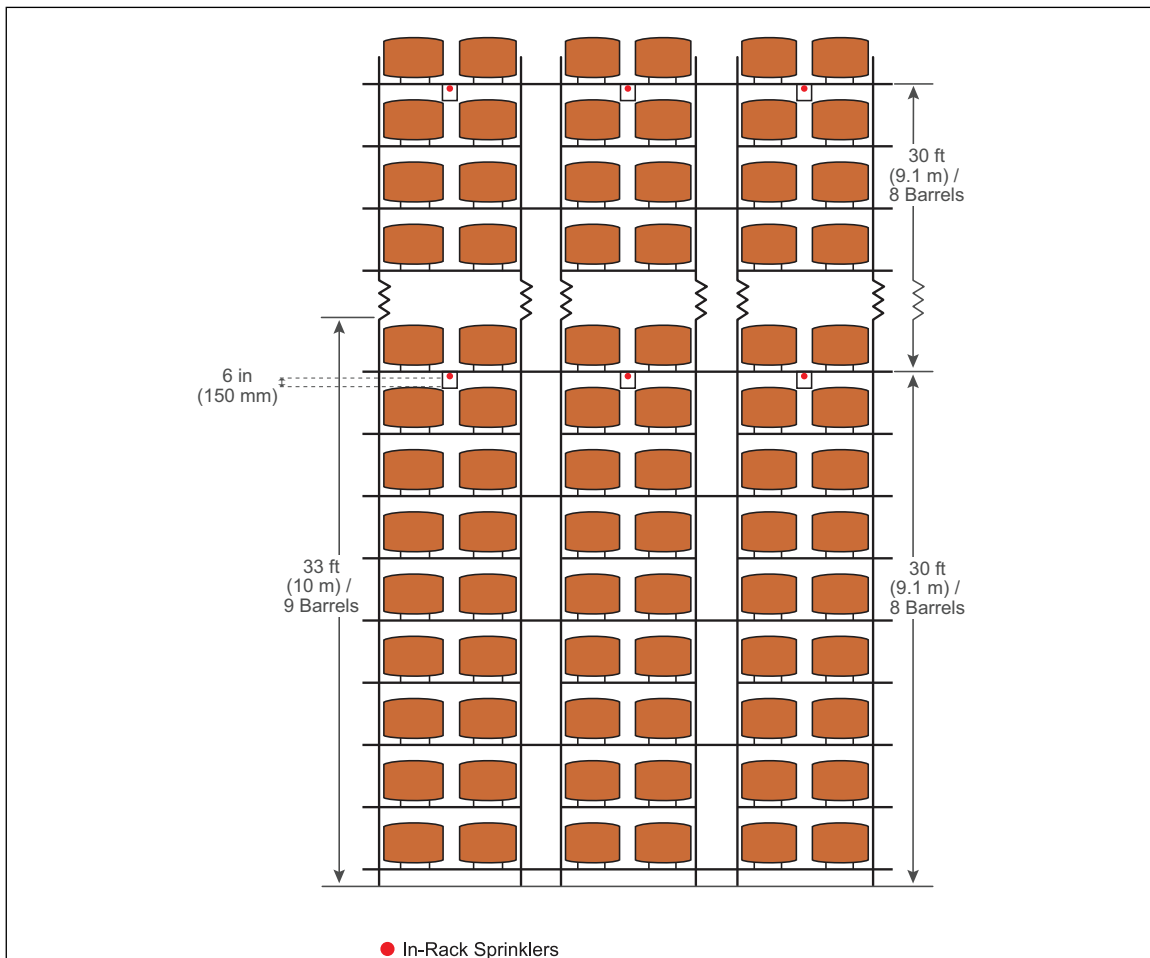 30 ft
(9.1 m) /
8 Barrels
6 in
(150 mm)
33 ft
(10 m) /
9 Barrels
30 ft
(9.1 m) /
8 Barrels
In-Rack Sprinklers